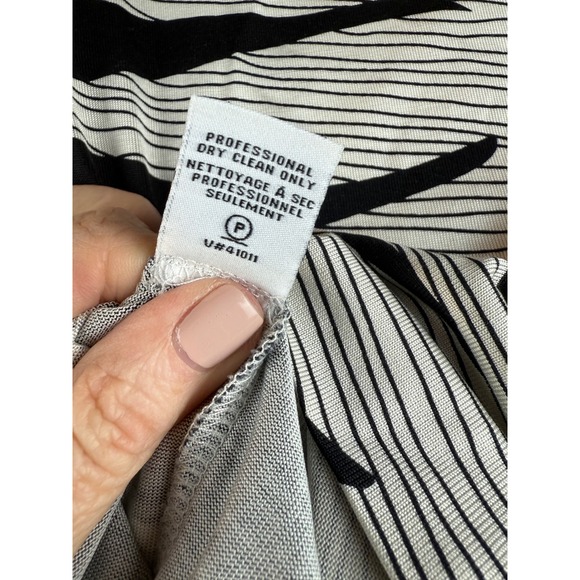 PROFESSIONAL
DRY CLEAN ONLY
NETTOYAGE À SEC
PROFESSIONNEL
SEULEMENT
P
V#41011